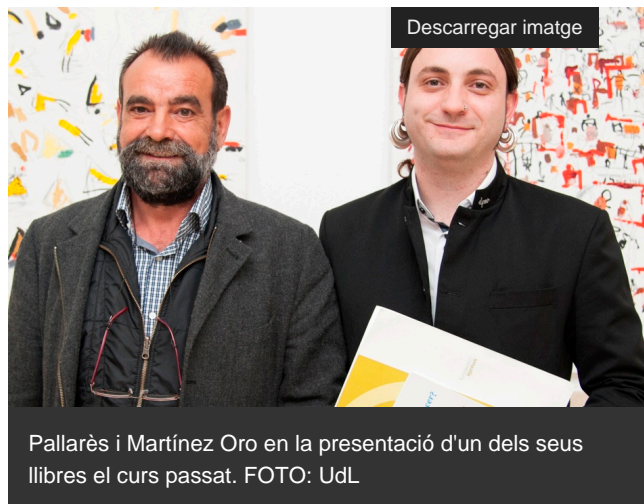 Descarregar imatge
Pallarès i Martínez Oro en la presentació d'un dels seus
llibres el curs passat. FOTO: UdL